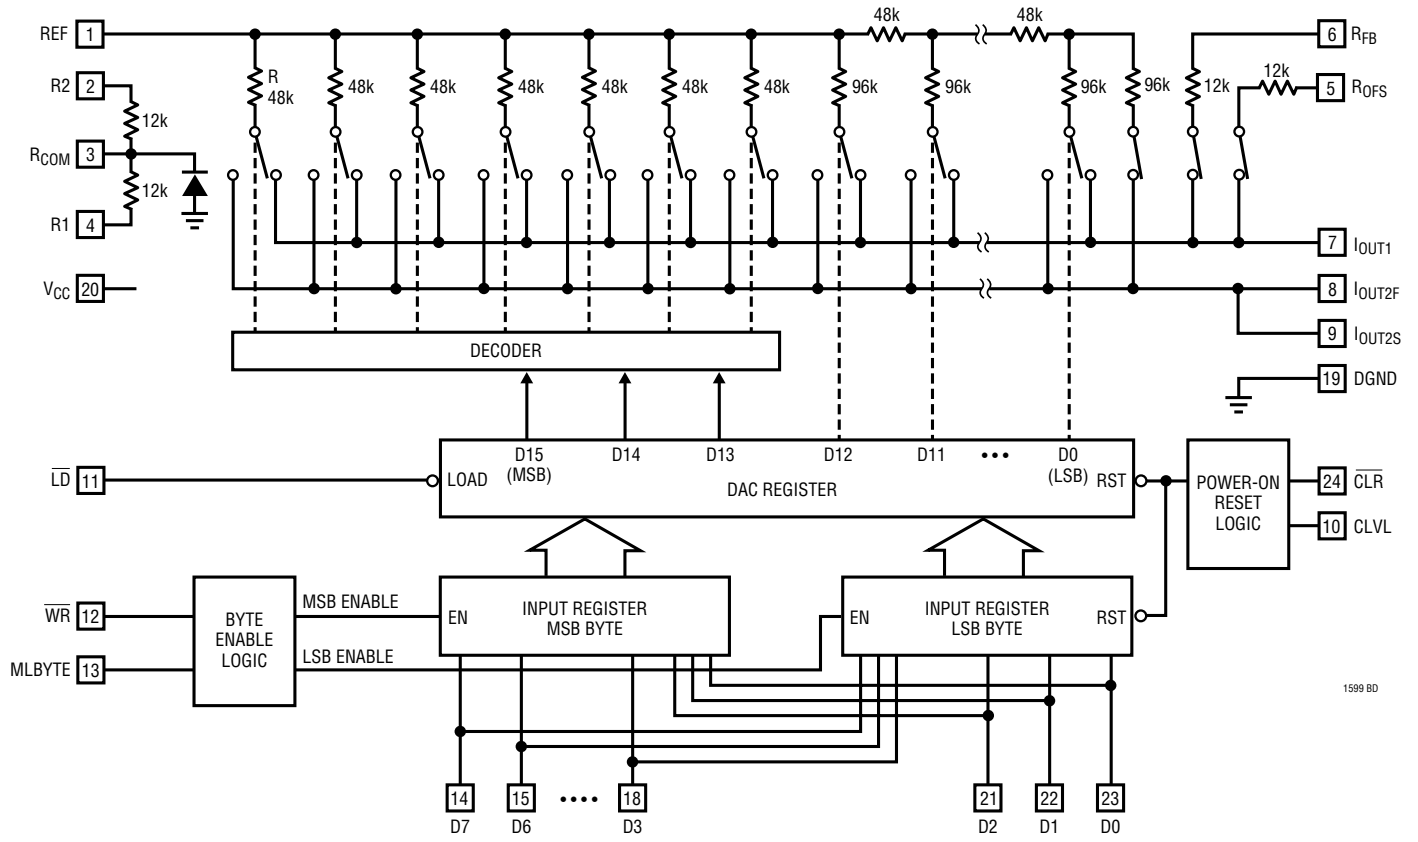 48k 48k
REF 1 6 RFB
R2 2 R
48k 48k 48k 48k 48k 48k 48k 96k 96k 96k 96k 12k 12k 5 ROFS
12k
RCOM 3
12k
R1 4
7 IOUT1
VCC 20 8 IOUT2F
9 IOUT2S
DECODER
19 DGND
D15 D14 D13 D12 D11 ••• D0
(MSB) (LSB)
LD 11 LOAD RST
DAC REGISTER
POWER-ON
RESET
LOGIC
24 CLR
10 CLVL
WR 12
MLBYTE 13
BYTE
ENABLE
LOGIC
MSB ENABLE
LSB ENABLE
EN
INPUT REGISTER
MSB BYTE
EN
INPUT REGISTER
LSB BYTE
RST
1599 BD
14 15 •••• 18 21 22 23
D7 D6 D3 D2 D1 D0